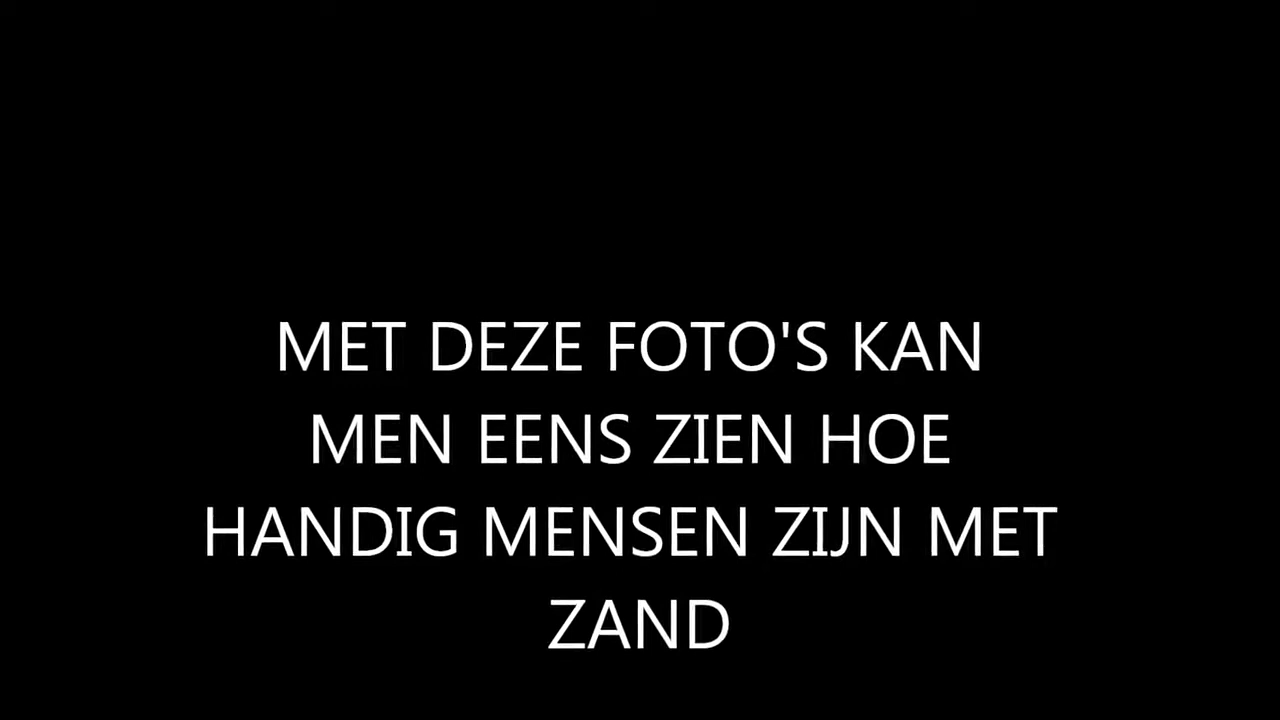 MET DEZE FOTO'S KAN
MEN EENS ZIEN HOE
HANDIG MENSEN ZIJN MET
ZAND